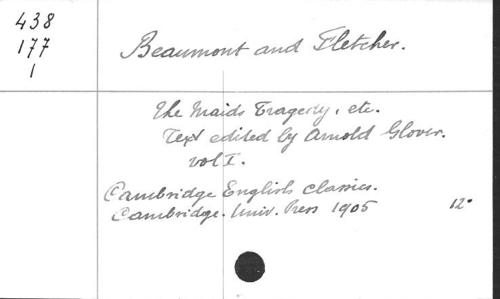 438
177
1
Beaumont and Fletcher.
The Maids Tragedy, etc.
Text edited by Arnold Glover.
vol I.
Cambridge English Classics.
Cambridge. Univ. Press 1905 12°